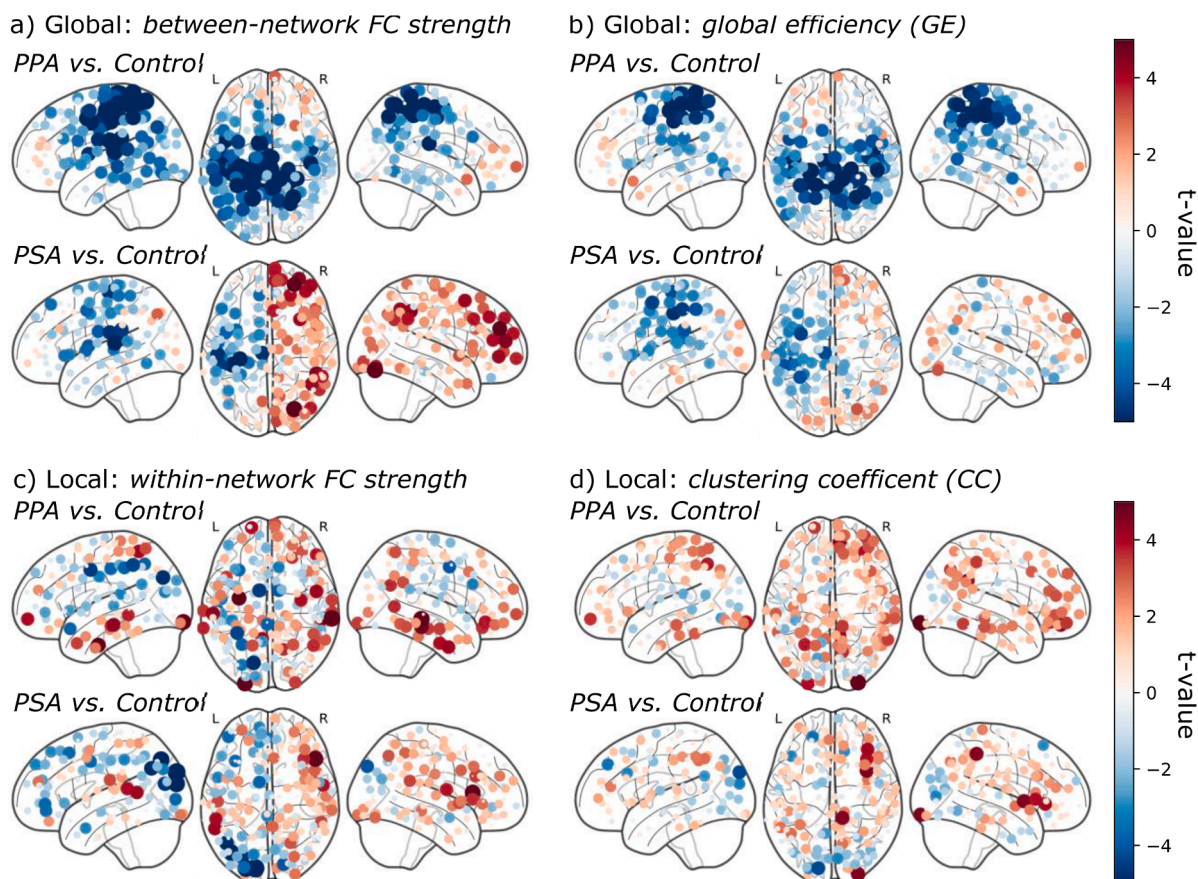 a) Global: between-network FC strength
b) Global: global efficiency (GE)
PPA vs. Control
L
R
PPA vs. Control
L
R
4
2
0
−2
−4
t-value
PSA vs. Control
L
R
PSA vs. Control
L
R
c) Local: within-network FC strength
d) Local: clustering coefficent (CC)
PPA vs. Control
L
R
PPA vs. Control
L
R
4
2
0
−2
−4
t-value
PSA vs. Control
L
R
PSA vs. Control
L
R